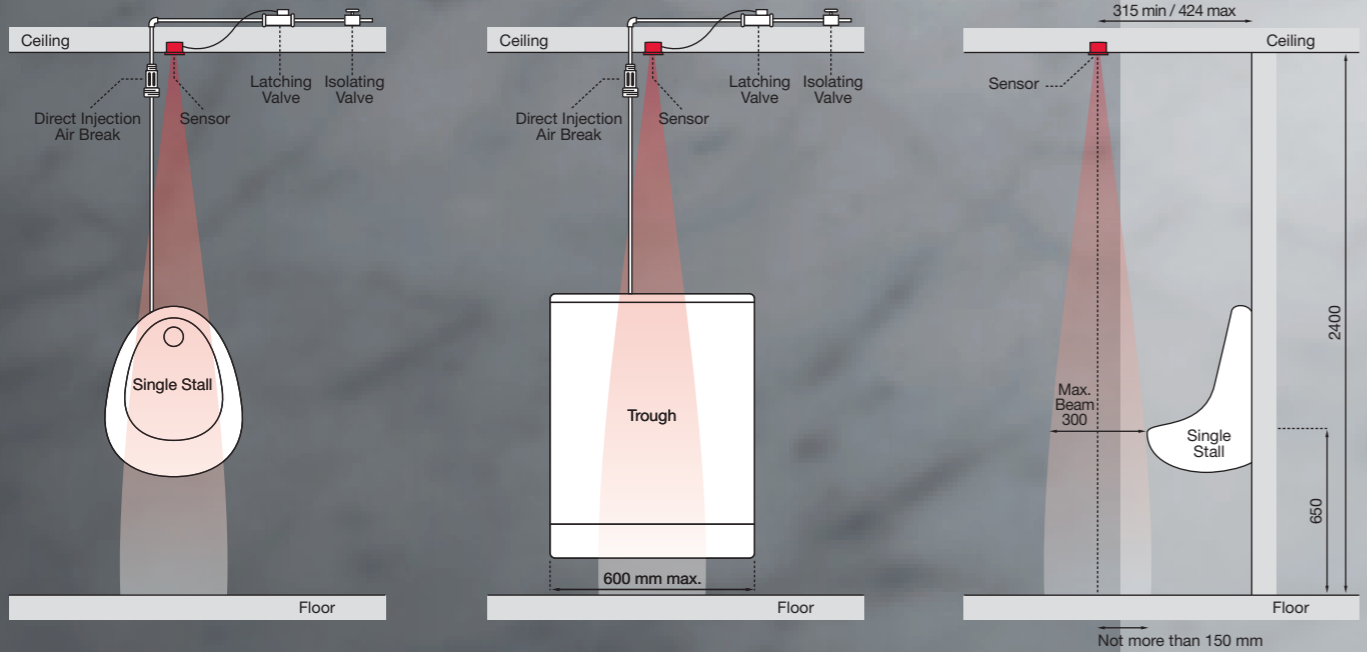 Ceiling
Direct Injection
Air Break
Sensor
Latching
Valve
Isolating
Valve
Single Stall
Floor
Ceiling
Direct Injection
Air Break
Sensor
Latching
Valve
Isolating
Valve
Trough
600 mm max.
Floor
315 min / 424 max
Ceiling
Sensor
2400
Max.
Beam
300
Single
Stall
650
Floor
Not more than 150 mm